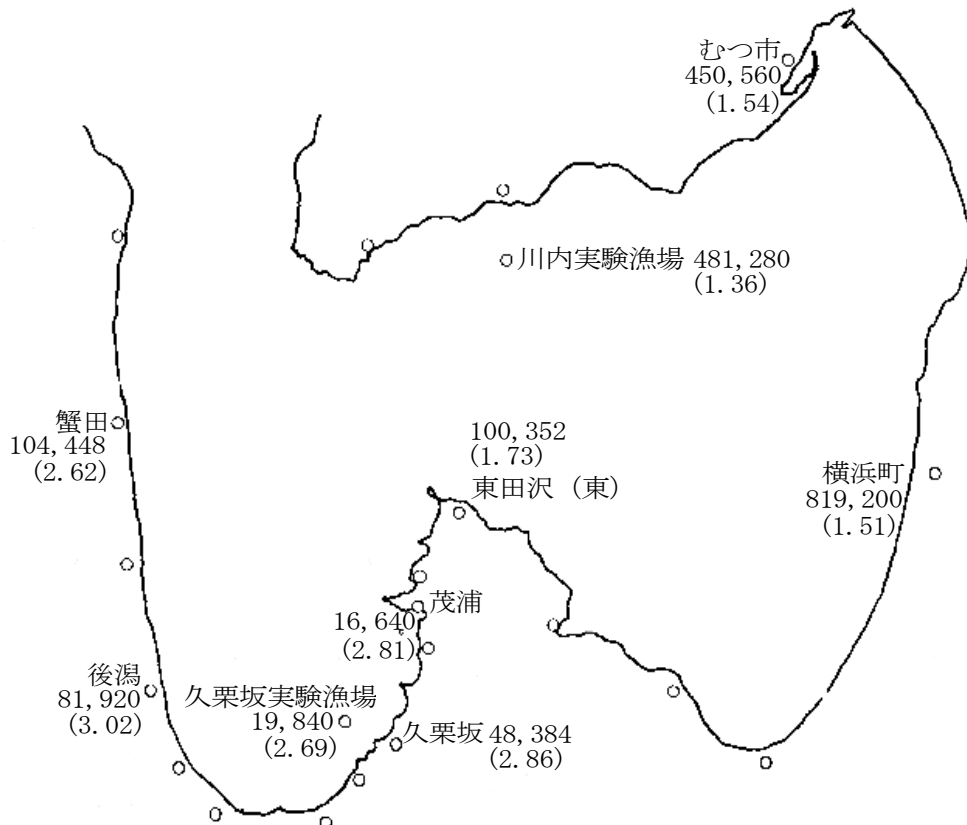 むつ市
450,560
(1.54)
川内実験漁場 481,280
(1.36)
蟹田
104,448
(2.62)
100,352
(1.73)
東田沢（東）
横浜町
819,200
(1.51)
茂浦
16,640
(2.81)
後潟
81,920
(3.02)
久栗坂実験漁場
19,840
(2.69)
久栗坂 48,384
(2.86)